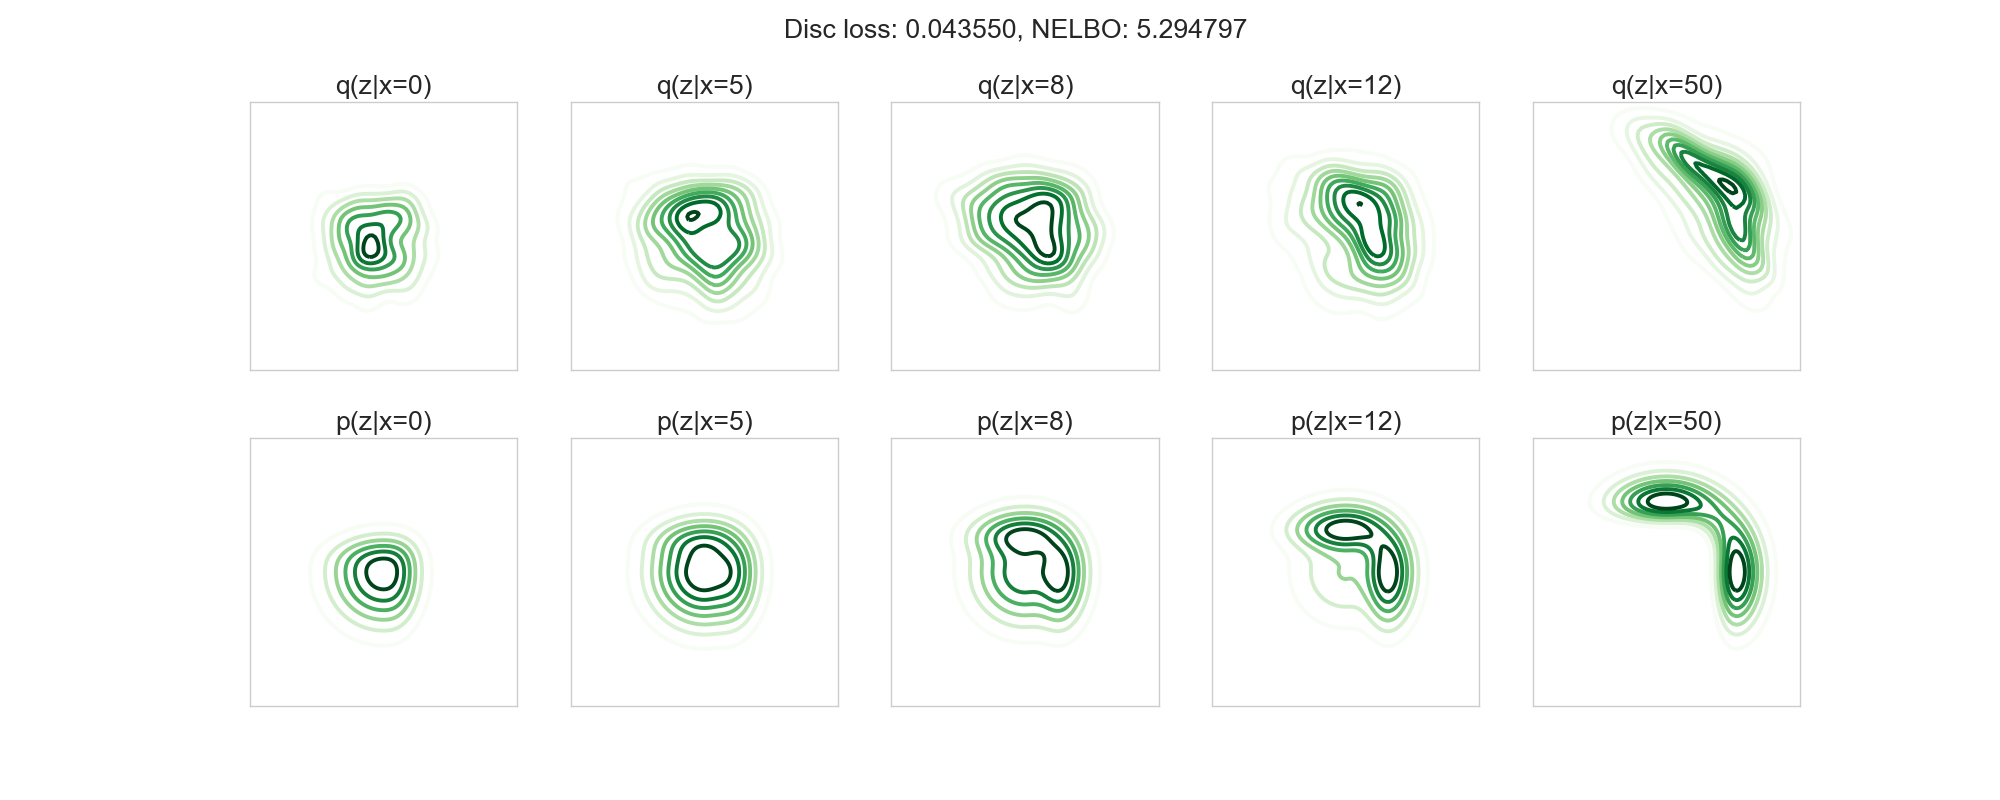 Disc loss: 0.043550, NELBO: 5.294797
q(z|x=0) q(z|x=5) q(z|x=8) q(z|x=12) q(z|x=50)
p(z|x=0) p(z|x=5) p(z|x=8) p(z|x=12) p(z|x=50)